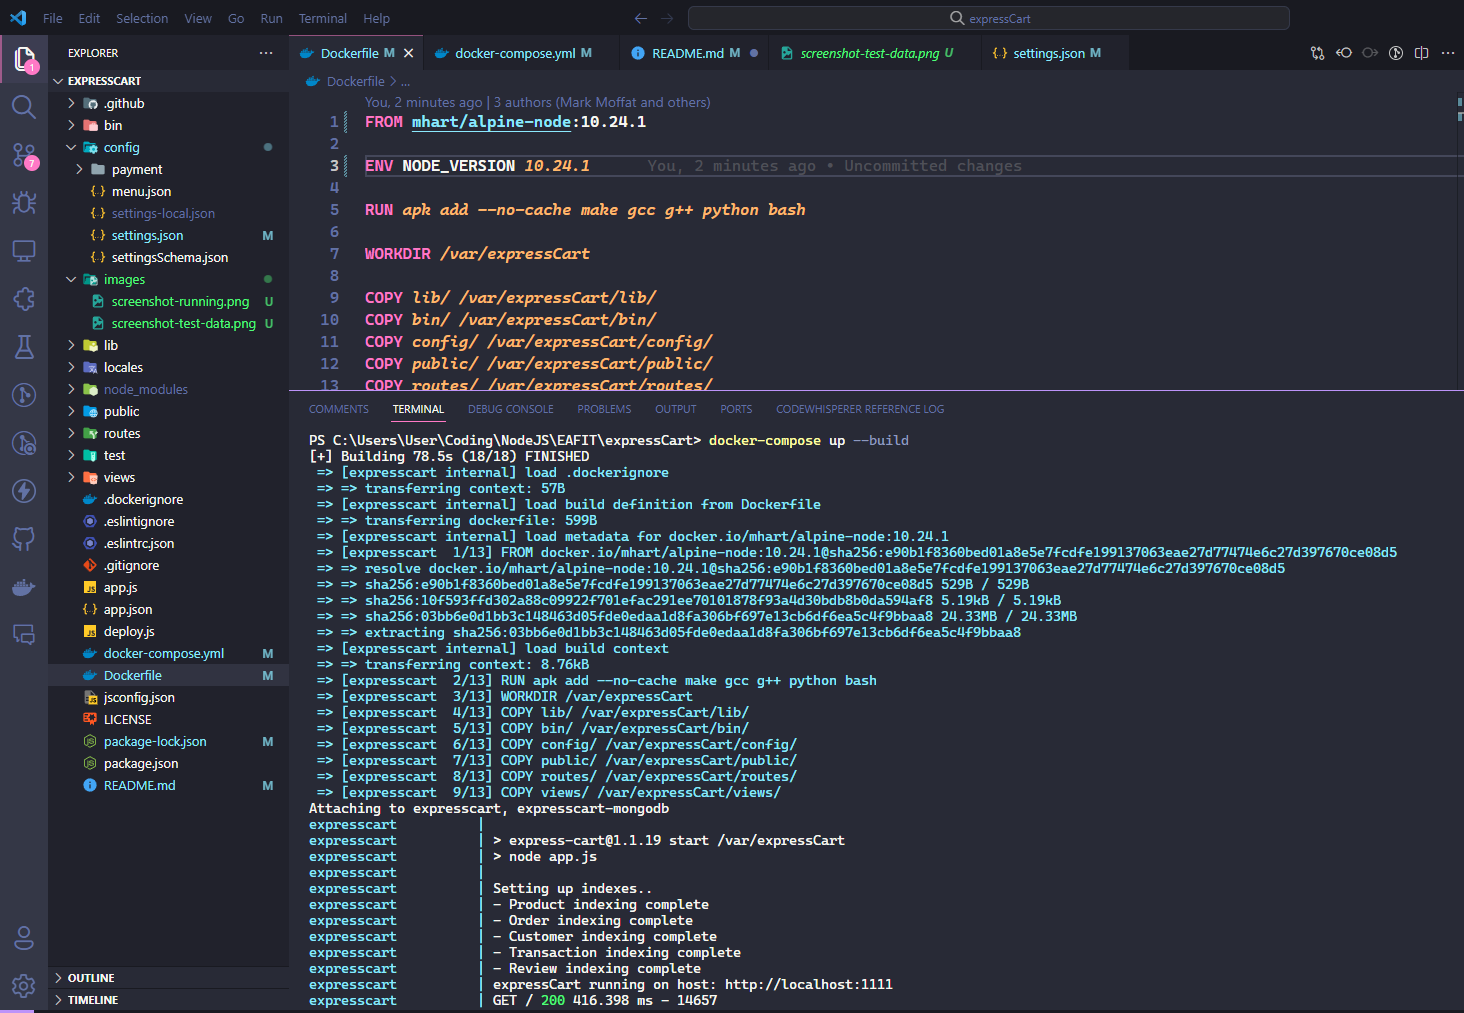 File Edit Selection View Go Run Terminal Help
expressCart
EXPLORER
EXPRESSCART
.github
bin
config
payment
menu.json
settings-local.json
settings.json M
settingsSchema.json
images
screenshot-running.png U
screenshot-test-data.png U
lib
locales
node_modules
public
routes
test
views
.dockerignore
.eslintignore
.eslintrc.json
.gitignore
app.js
app.json
deploy.js
docker-compose.yml M
Dockerfile M
jsconfig.json
LICENSE
package-lock.json M
package.json
README.md M
OUTLINE
TIMELINE
1
7
Dockerfile M docker-compose.yml M README.md M screenshot-test-data.png U settings.json M
Dockerfile > ...
You, 2 minutes ago | 3 authors (Mark Moffat and others)
1 FROM mhart/alpine-node:10.24.1
2
3 ENV NODE_VERSION 10.24.1 You, 2 minutes ago • Uncommitted changes
4
5 RUN apk add --no-cache make gcc g++ python bash
6
7 WORKDIR /var/expressCart
8
9 COPY lib/ /var/expressCart/lib/
10 COPY bin/ /var/expressCart/bin/
11 COPY config/ /var/expressCart/config/
12 COPY public/ /var/expressCart/public/
13 COPY routes/ /var/expressCart/routes/
COMMENTS TERMINAL DEBUG CONSOLE PROBLEMS OUTPUT PORTS CODEWHISPERER REFERENCE LOG
PS C:\Users\User\Coding\NodeJS\EAFIT\expressCart> docker-compose up --build
[+] Building 78.5s (18/18) FINISHED
=> [expresscart internal] load .dockerignore
=> => transferring context: 57B
=> [expresscart internal] load build definition from Dockerfile
=> => transferring dockerfile: 599B
=> [expresscart internal] load metadata for docker.io/mhart/alpine-node:10.24.1
=> [expresscart 1/13] FROM docker.io/mhart/alpine-node:10.24.1@sha256:e90b1f8360bed01a8e5e7fcdfe199137063eae27d77474e6c27d397670ce08d5
=> => resolve docker.io/mhart/alpine-node:10.24.1@sha256:e90b1f8360bed01a8e5e7fcdfe199137063eae27d77474e6c27d397670ce08d5
=> => sha256:e90b1f8360bed01a8e5e7fcdfe199137063eae27d77474e6c27d397670ce08d5 529B / 529B
=> => sha256:10f593ffd302a88c09922f701efac291ee70101878f93a4d30bdb8b0da594af8 5.19kB / 5.19kB
=> => sha256:03bb6e0d1bb3c148463d05fde0edaa1d8fa306bf697e13cb6df6ea5c4f9bbaa8 24.33MB / 24.33MB
=> => extracting sha256:03bb6e0d1bb3c148463d05fde0edaa1d8fa306bf697e13cb6df6ea5c4f9bbaa8
=> [expresscart internal] load build context
=> => transferring context: 8.76kB
=> [expresscart 2/13] RUN apk add --no-cache make gcc g++ python bash
=> [expresscart 3/13] WORKDIR /var/expressCart
=> [expresscart 4/13] COPY lib/ /var/expressCart/lib/
=> [expresscart 5/13] COPY bin/ /var/expressCart/bin/
=> [expresscart 6/13] COPY config/ /var/expressCart/config/
=> [expresscart 7/13] COPY public/ /var/expressCart/public/
=> [expresscart 8/13] COPY routes/ /var/expressCart/routes/
=> [expresscart 9/13] COPY views/ /var/expressCart/views/
Attaching to expresscart, expresscart-mongodb
expresscart |
expresscart | > express-cart@1.1.19 start /var/expressCart
expresscart | > node app.js
expresscart |
expresscart | Setting up indexes..
expresscart | - Product indexing complete
expresscart | - Order indexing complete
expresscart | - Customer indexing complete
expresscart | - Transaction indexing complete
expresscart | - Review indexing complete
expresscart | expressCart running on host: http://localhost:1111
expresscart | GET / 200 416.398 ms - 14657